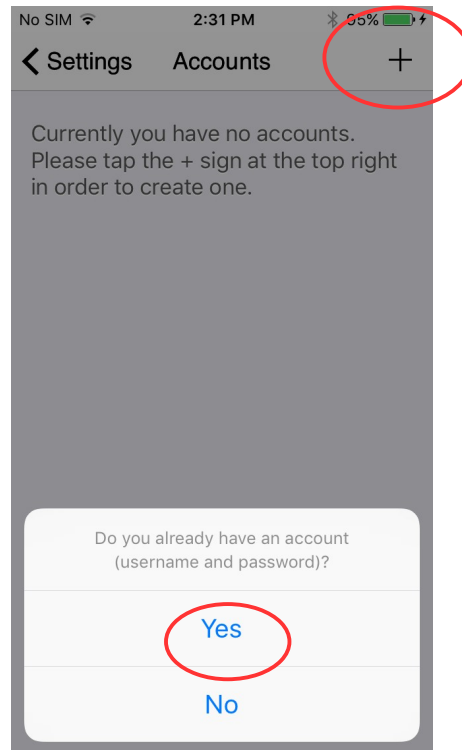 No SIM 2:31 PM 95%
Settings Accounts +
Currently you have no accounts.
Please tap the + sign at the top right
in order to create one.
Do you already have an account
(username and password)?
Yes
No